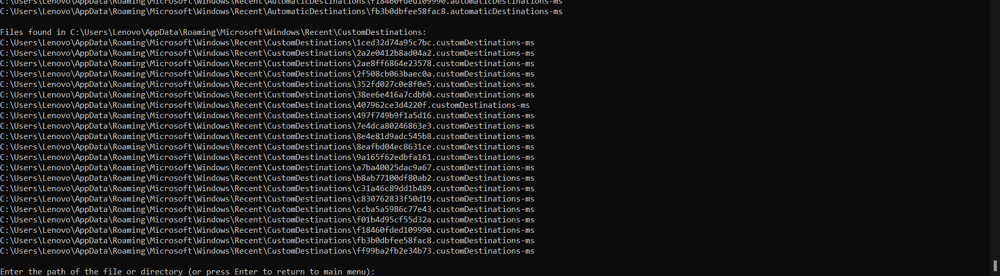 C:\Users\Lenovo\AppData\Roaming\Microsoft\Windows\Recent\AutomaticDestinations\f18460fded109990.automaticDestinations-ms
C:\Users\Lenovo\AppData\Roaming\Microsoft\Windows\Recent\AutomaticDestinations\fb3b0dbfee58fac8.automaticDestinations-ms
Files found in C:\Users\Lenovo\AppData\Roaming\Microsoft\Windows\Recent\CustomDestinations:
C:\Users\Lenovo\AppData\Roaming\Microsoft\Windows\Recent\CustomDestinations\1ced32d74a95c7bc.customDestinations-ms
C:\Users\Lenovo\AppData\Roaming\Microsoft\Windows\Recent\CustomDestinations\2a2e0412b8ad04a2.customDestinations-ms
C:\Users\Lenovo\AppData\Roaming\Microsoft\Windows\Recent\CustomDestinations\2ae8ff6864e23578.customDestinations-ms
C:\Users\Lenovo\AppData\Roaming\Microsoft\Windows\Recent\CustomDestinations\2f508cb063baec0a.customDestinations-ms
C:\Users\Lenovo\AppData\Roaming\Microsoft\Windows\Recent\CustomDestinations\352fd027c0e8f0e5.customDestinations-ms
C:\Users\Lenovo\AppData\Roaming\Microsoft\Windows\Recent\CustomDestinations\38ee6e416a7cdbb0.customDestinations-ms
C:\Users\Lenovo\AppData\Roaming\Microsoft\Windows\Recent\CustomDestinations\407962ce3d4220f.customDestinations-ms
C:\Users\Lenovo\AppData\Roaming\Microsoft\Windows\Recent\CustomDestinations\497f749b9f1a5d16.customDestinations-ms
C:\Users\Lenovo\AppData\Roaming\Microsoft\Windows\Recent\CustomDestinations\7e4dca80246863e3.customDestinations-ms
C:\Users\Lenovo\AppData\Roaming\Microsoft\Windows\Recent\CustomDestinations\8e4e81d9adc545b8.customDestinations-ms
C:\Users\Lenovo\AppData\Roaming\Microsoft\Windows\Recent\CustomDestinations\8eafbd04ec8631ce.customDestinations-ms
C:\Users\Lenovo\AppData\Roaming\Microsoft\Windows\Recent\CustomDestinations\9a165f62edbfa161.customDestinations-ms
C:\Users\Lenovo\AppData\Roaming\Microsoft\Windows\Recent\CustomDestinations\a7ba40025dac9a67.customDestinations-ms
C:\Users\Lenovo\AppData\Roaming\Microsoft\Windows\Recent\CustomDestinations\b8ab77100df80ab2.customDestinations-ms
C:\Users\Lenovo\AppData\Roaming\Microsoft\Windows\Recent\CustomDestinations\c31a46c89dd1b489.customDestinations-ms
C:\Users\Lenovo\AppData\Roaming\Microsoft\Windows\Recent\CustomDestinations\c830762833f50d19.customDestinations-ms
C:\Users\Lenovo\AppData\Roaming\Microsoft\Windows\Recent\CustomDestinations\ccba5a5986c77e43.customDestinations-ms
C:\Users\Lenovo\AppData\Roaming\Microsoft\Windows\Recent\CustomDestinations\f01b4d95cf55d32a.customDestinations-ms
C:\Users\Lenovo\AppData\Roaming\Microsoft\Windows\Recent\CustomDestinations\f18460fded109990.customDestinations-ms
C:\Users\Lenovo\AppData\Roaming\Microsoft\Windows\Recent\CustomDestinations\fb3b0dbfee58fac8.customDestinations-ms
C:\Users\Lenovo\AppData\Roaming\Microsoft\Windows\Recent\CustomDestinations\ff99ba2fb2e34b73.customDestinations-ms
Enter the path of the file or directory (or press Enter to return to main menu):